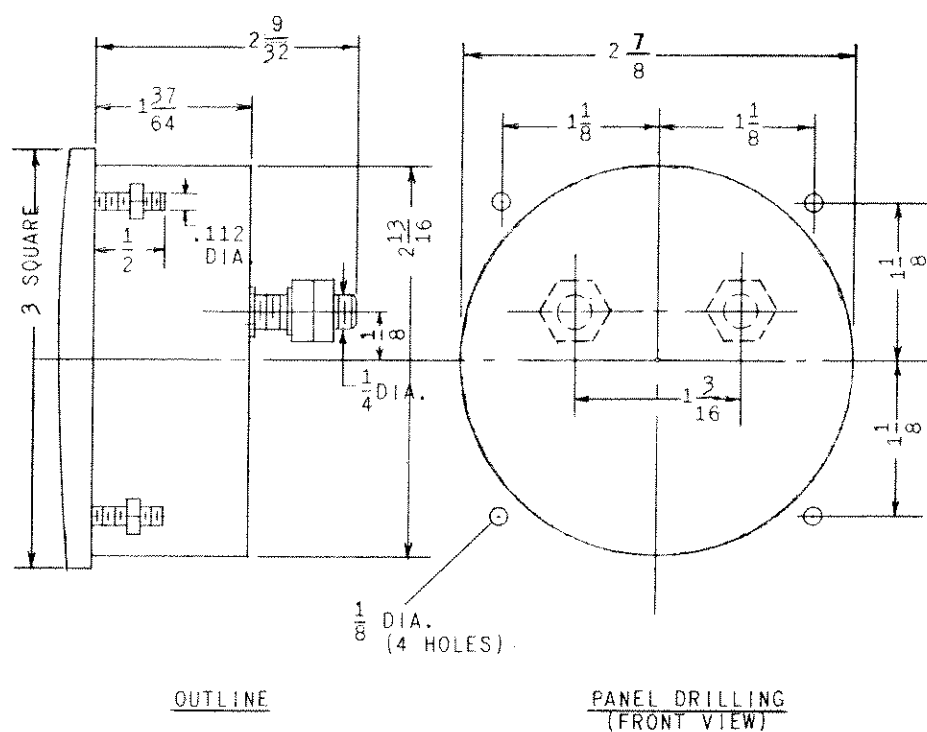 2 9/32
2 7/8
1 37/64
1 1/8
1 1/8
3 SQUARE
1/2
.112
DIA
2 13/16
1/8
1/4 DIA.
1 1/8
1 3/16
1 1/8
1/8 DIA.
(4 HOLES)
OUTLINE
PANEL DRILLING
(FRONT VIEW)